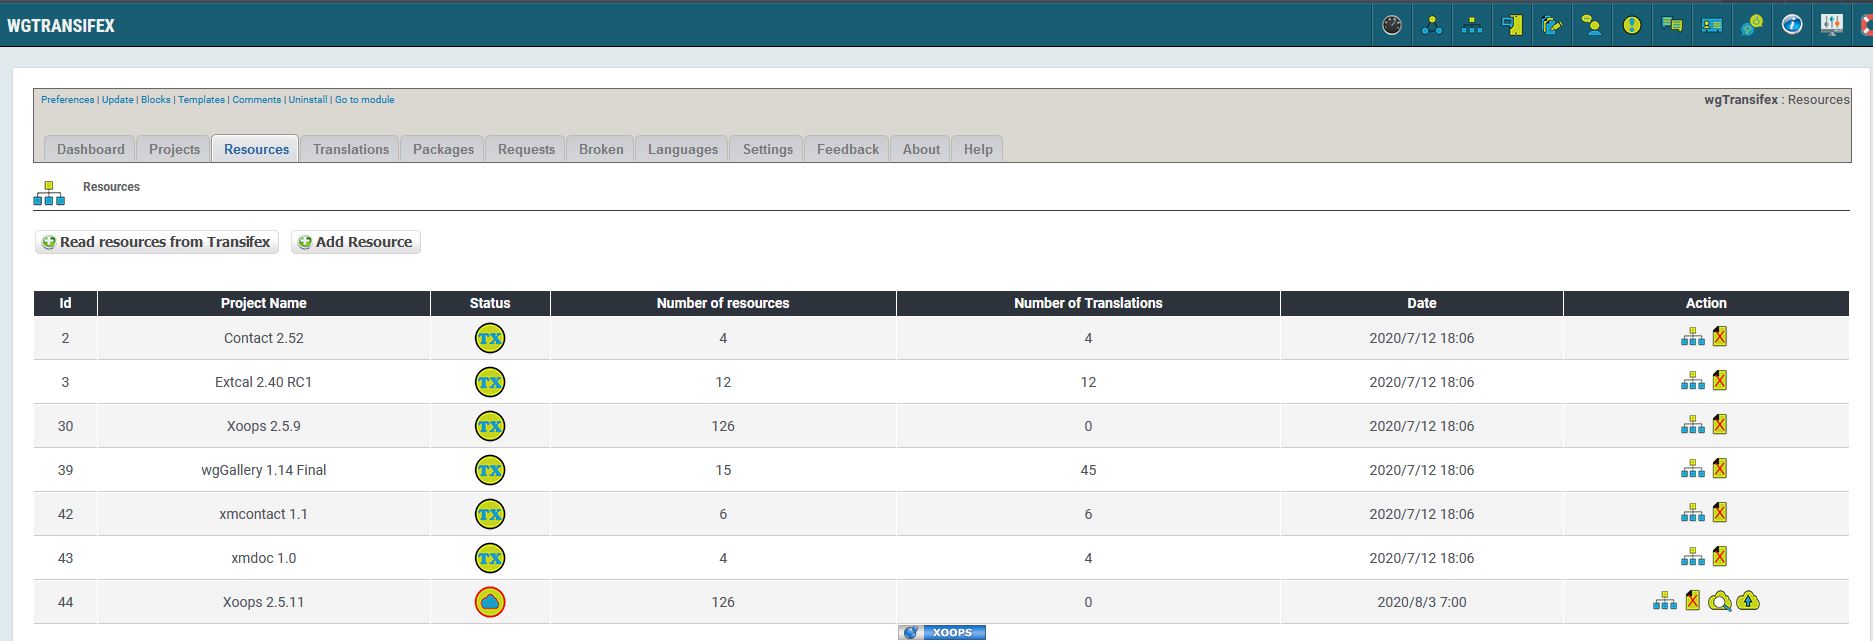 WGTRANSIFEX
Preferences | Update | Blocks | Templates | Comments | Uninstall | Go to module
wgTransifex : Resources
Dashboard Projects Resources Translations Packages Requests Broken Languages Settings Feedback About Help
Resources
Read resources from Transifex Add Resource
Id Project Name Status Number of resources Number of Translations Date Action
2 Contact 2.52 TX 4 4 2020/7/12 18:06
3 Extcal 2.40 RC1 TX 12 12 2020/7/12 18:06
30 Xoops 2.5.9 TX 126 0 2020/7/12 18:06
39 wgGallery 1.14 Final TX 15 45 2020/7/12 18:06
42 xmcontact 1.1 TX 6 6 2020/7/12 18:06
43 xmdoc 1.0 TX 4 4 2020/7/12 18:06
44 Xoops 2.5.11 126 0 2020/8/3 7:00
XOOPS